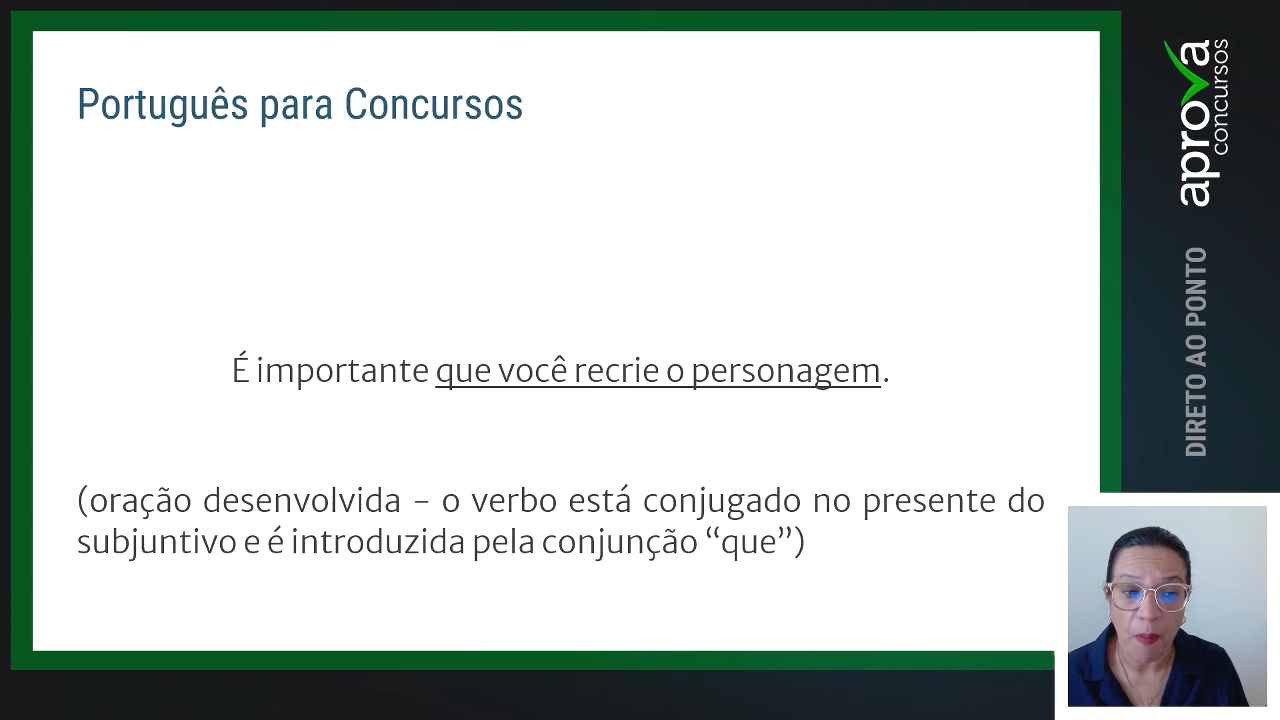 Português para Concursos
É importante que você recrie o personagem.
(oração desenvolvida - o verbo está conjugado no presente do
subjuntivo e é introduzida pela conjunção “que”)
aprova
concursos
DIRETO AO PONTO